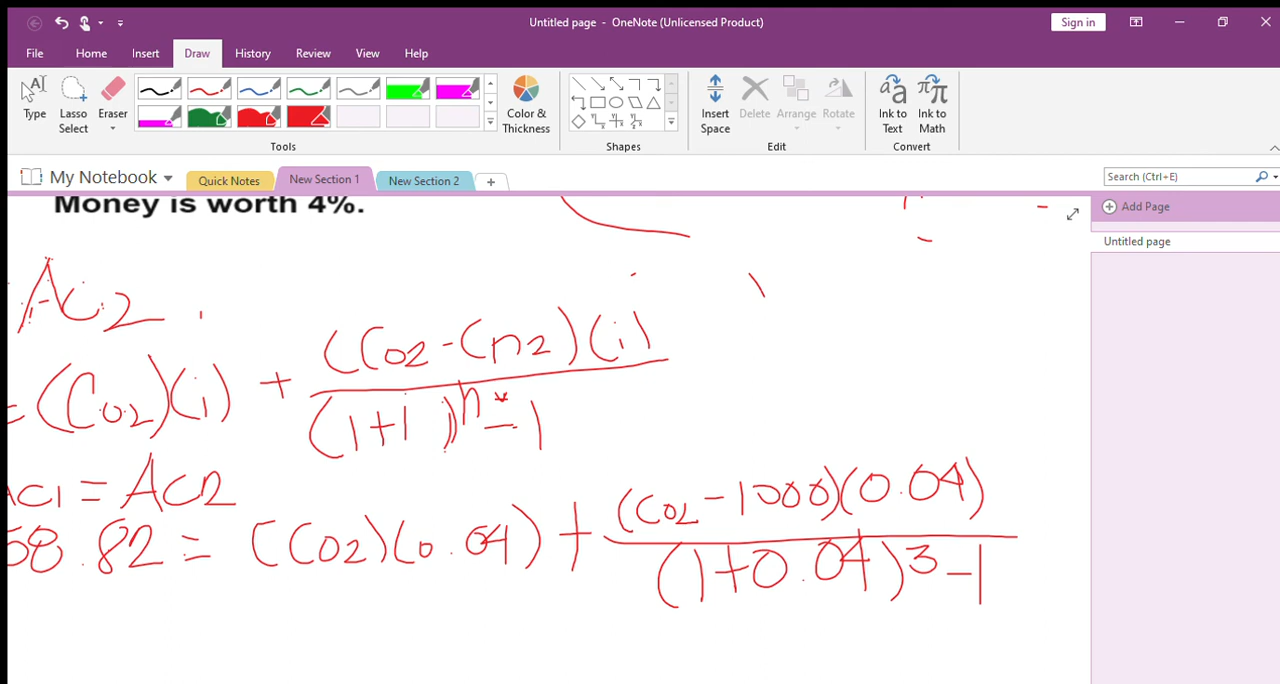 Untitled page - OneNote (Unlicensed Product)
Sign in
File Home Insert Draw History Review View Help
Type
Lasso Select
Eraser
Color & Thickness
Insert Space
Delete
Arrange
Rotate
Ink to Text
Ink to Math
Tools
Shapes
Edit
Convert
My Notebook
Quick Notes
New Section 1
New Section 2
Search (Ctrl+E)
Add Page
Untitled page
Money is worth 4%.
AC2
= (Co2)(i) + ((Co2 - Cn2)(i) / (1+i)^n - 1
AC1 = AC2
58.82 = (Co2)(0.04) + (Co2 - 1000)(0.04) / (1+0.04)^3 - 1